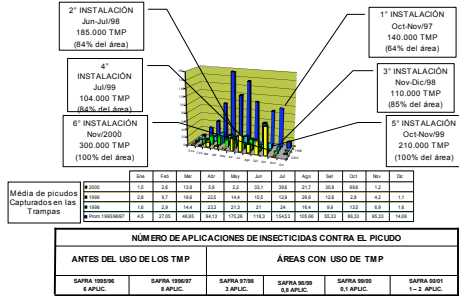 2° INSTALACIÓN
Jun-Jul/98
185.000 TMP
(84% del área)
1° INSTALACIÓN
Oct-Nov/97
140.000 TMP
(64% del área)
4°
INSTALACIÓN
Jul/99
104.000 TMP
(84% del área)
3° INSTALACIÓN
Nov-Dic/98
110.000 TMP
(85% del área)
6° INSTALACIÓN
Nov/2000
300.000 TMP
(100% del área)
5° INSTALACIÓN
Oct-Nov/99
210.000 TMP
(100% del área)
Média de picudos
Capturados en las
Trampas
Ene Feb Mar Abr May Jun Jul Ago Set Oct Nov Dic
2000 1,5 2,6 13,8 5,9 2,2 33,1 39,6 21,7 30,9 69,6 1,2
1999 2,8 9,7 19,6 22,5 14,4 10,5 12,9 26,6 12,6 2,8 4,2 1,1
1998 1,6 2,9 14,4 23,3 21,3 21 24 16,4 9,8 13,5 6,9 1,6
Prom.1995/96/97 4,5 27,05 46,85 94,13 175,26 118,3 154,53 105,66 55,33 86,33 95,33 14,06
NÚMERO DE APLICACIONES DE INSECTICIDAS CONTRA EL PICUDO
ANTES DEL USO DE LOS TMP ÁREAS CON USO DE TMP
SAFRA 1995/96 SAFRA 1996/97 SAFRA 97/98 SAFRA 98/99 SAFRA 99/00 SAFRA 00/01
6 APLIC. 8 APLIC. 3 APLIC. 0,8 APLIC. 0,1 APLIC. 1 – 2 APLIC.